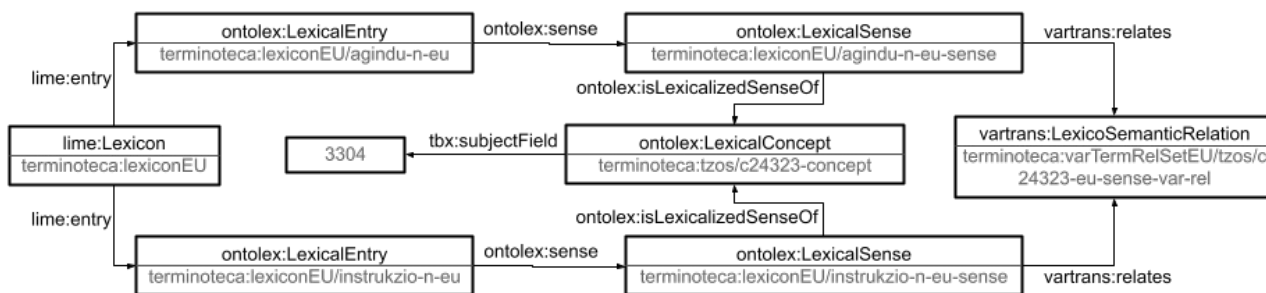 ontolex:LexicalEntry
terminoteca:lexiconEU/agindu-n-eu
ontolex:sense
ontolex:LexicalSense
terminoteca:lexiconEU/agindu-n-eu-sense
vartrans:relates
lime:entry
ontolex:isLexicalizedSenseOf
lime:Lexicon
terminoteca:lexiconEU
3304
tbx:subjectField
ontolex:LexicalConcept
terminoteca:tzos/c24323-concept
vartrans:LexicoSemanticRelation
terminoteca:varTermRelSetEU/tzos/c
24323-eu-sense-var-rel
lime:entry
ontolex:isLexicalizedSenseOf
ontolex:LexicalEntry
terminoteca:lexiconEU/instrukzio-n-eu
ontolex:sense
ontolex:LexicalSense
terminoteca:lexiconEU/instrukzio-n-eu-sense
vartrans:relates